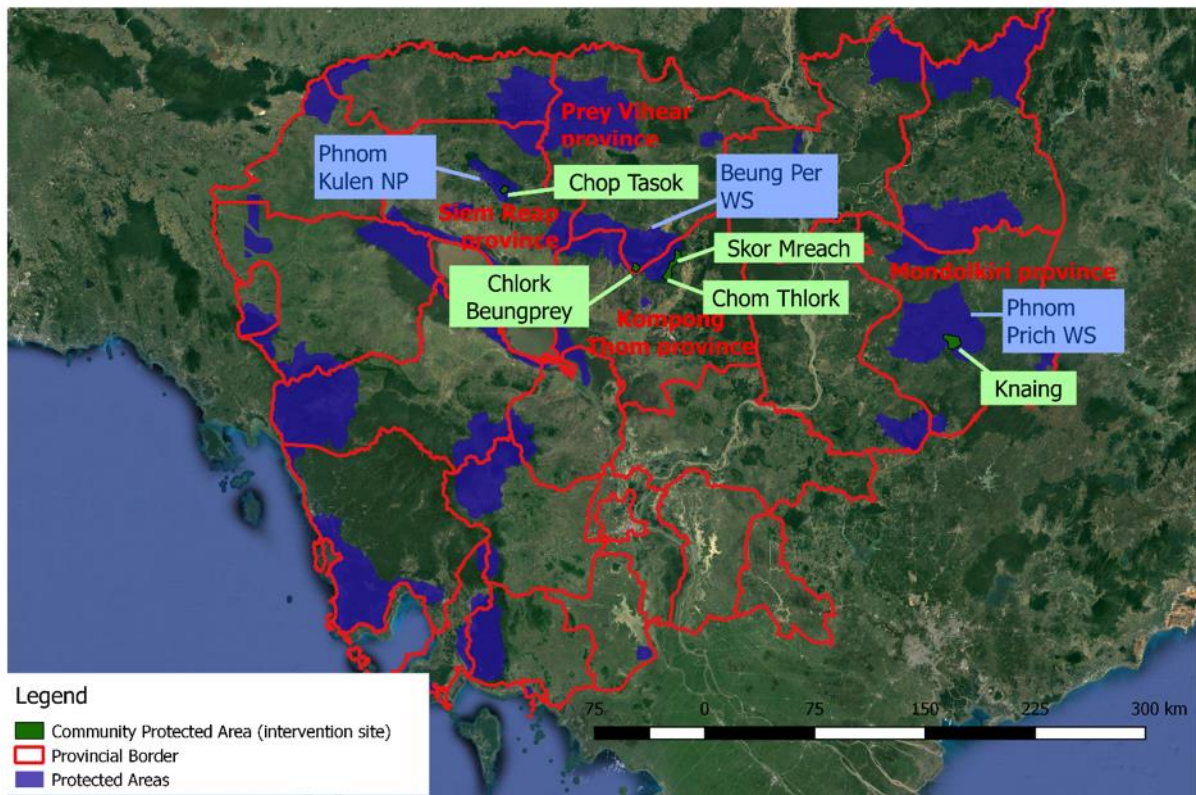 Prey Vihear
province
Phnom
Kulen NP
Chop Tasok
Beung Per
WS
Siem Reap
province
Skor Mreach
Chlork
Beungprey
Chom Thlork
Mondolkiri province
Kompong
Thom province
Phnom
Prich WS
Knaing
Legend
Community Protected Area (intervention site)
Provincial Border
Protected Areas
75 0 75 150 225 300 km